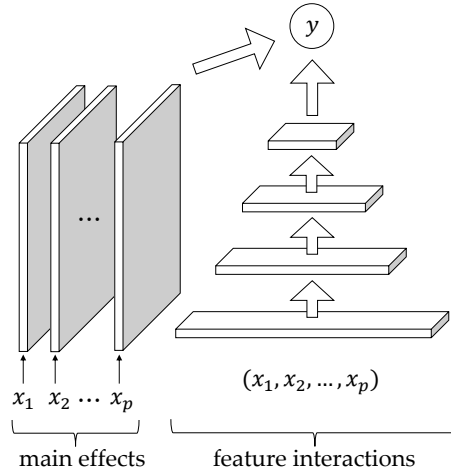 y
...
x₁ x₂ ... xₚ
(x₁, x₂, ..., xₚ)
main effects
feature interactions